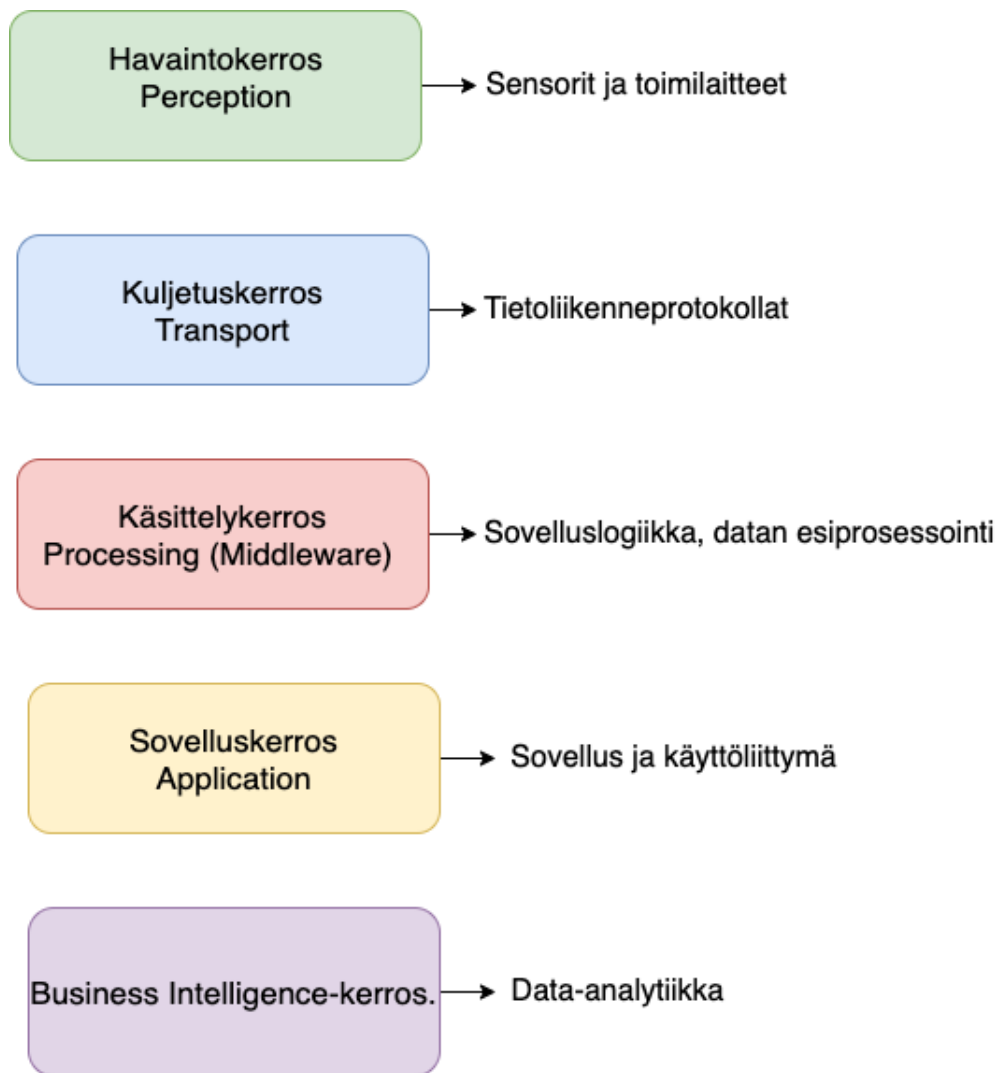 Havaintokerros
Perception
Sensorit ja toimilaitteet
Kuljetuskerros
Transport
Tietoliikenneprotokollat
Käsittelykerros
Processing (Middleware)
Sovelluslogiikka, datan esiprosessointi
Sovelluskerros
Application
Sovellus ja käyttöliittymä
Business Intelligence-kerros.
Data-analytiikka